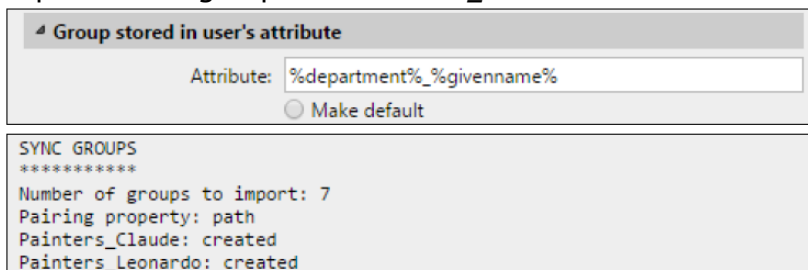 Group stored in user's attribute
Attribute: %department%_%givenname%
Make default
SYNC GROUPS
***********
Number of groups to import: 7
Pairing property: path
Painters_Claude: created
Painters_Leonardo: created